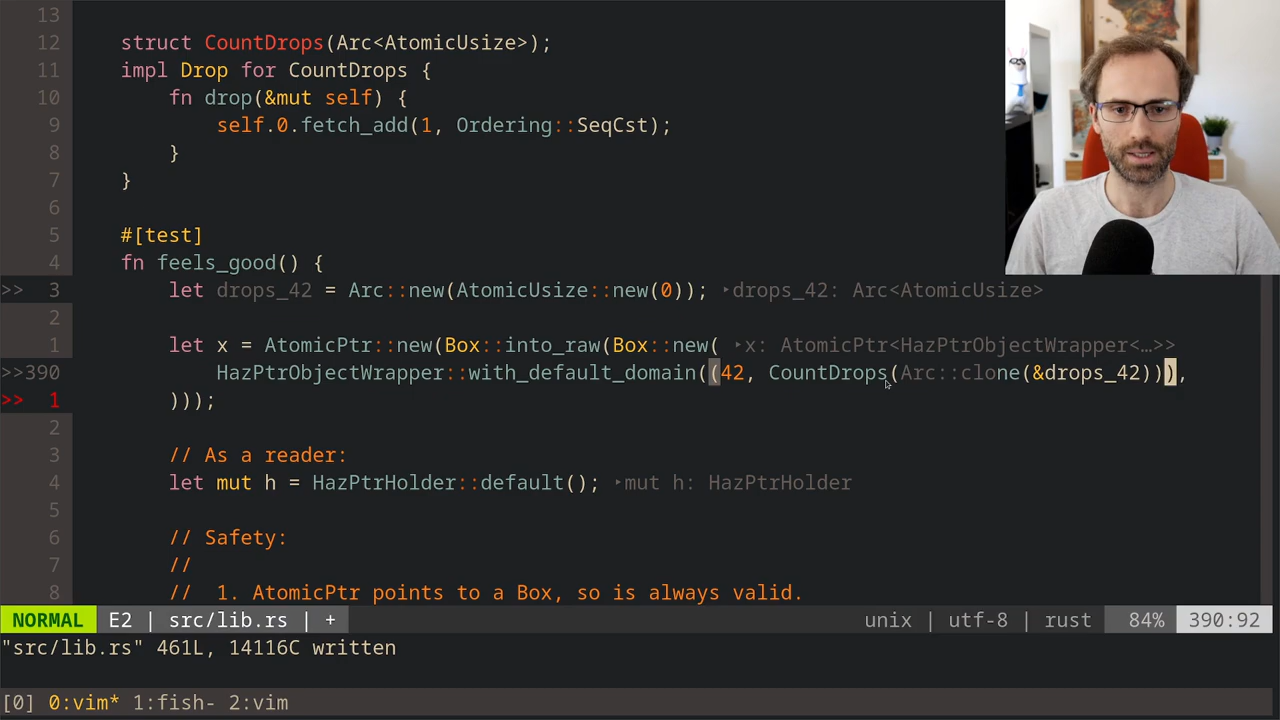 13
12 struct CountDrops(Arc<AtomicUsize>);
11 impl Drop for CountDrops {
10 fn drop(&mut self) {
9 self.0.fetch_add(1, Ordering::SeqCst);
8 }
7 }
6
5 #[test]
4 fn feels_good() {
>> 3 let drops_42 = Arc::new(AtomicUsize::new(0)); ‣drops_42: Arc<AtomicUsize>
2
1 let x = AtomicPtr::new(Box::into_raw(Box::new( ‣x: AtomicPtr<HazPtrObjectWrapper<…>>
>>390 HazPtrObjectWrapper::with_default_domain((42, CountDrops(Arc::clone(&drops_42))),
>> 1 )));
2
3 // As a reader:
4 let mut h = HazPtrHolder::default(); ‣mut h: HazPtrHolder
5
6 // Safety:
7 //
8 // 1. AtomicPtr points to a Box, so is always valid.
NORMAL E2 | src/lib.rs | + unix | utf-8 | rust 84% 390:92
"src/lib.rs" 461L, 14116C written
[0] 0:vim* 1:fish- 2:vim